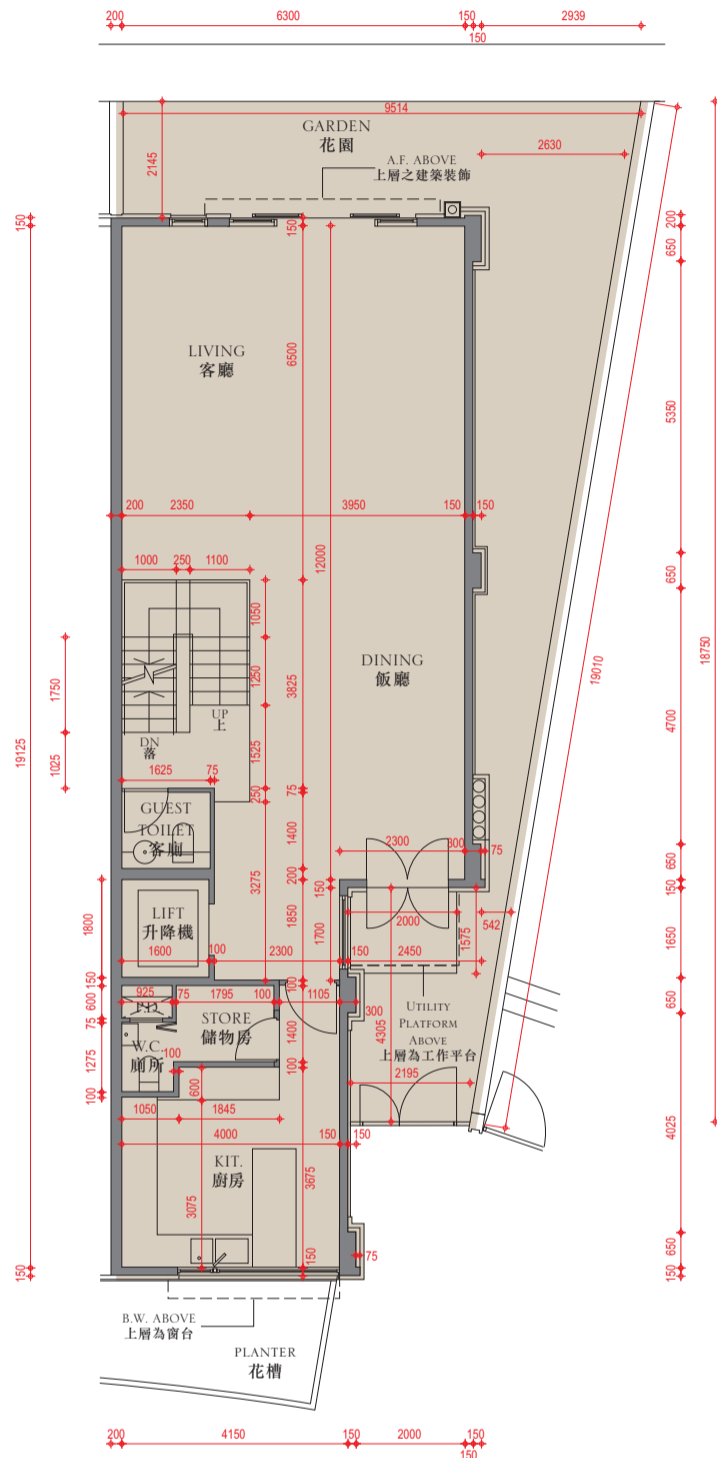 200 6300 150 2939
150
9514
GARDEN
花園
2630
2145
A.F. ABOVE
上層之建築裝飾
150
150
200
650
LIVING
客廳
6500
5350
200 2350 3950 150 150
12000
1000 250 1100
650
1050
DINING
飯廳
19010
18750
1750
1250
3825
UP
上
4700
DN
落
19125
1025
1525
1625 75
250
75
GUEST
TOILET
客廁
1400
3275
2300 300 75
650
200
150
150
LIFT
升降機
1800
1850
1700
2000
542
1575
1650
1600 100 2300 150 2450
150
100
600
925 75 1795 100 1105
P.D.
300
650
STORE
儲物房
UTILITY
PLATFORM
ABOVE
上層為工作平台
75
W.C.
廁所
1400
4305
1275
100
100
600
2195
100
1050 1845
4000 150 150
4025
KIT.
廚房
3675
3075
75
650
150
150
150
B.W. ABOVE
上層為窗台
PLANTER
花槽
200 4150 150 2000 150
150